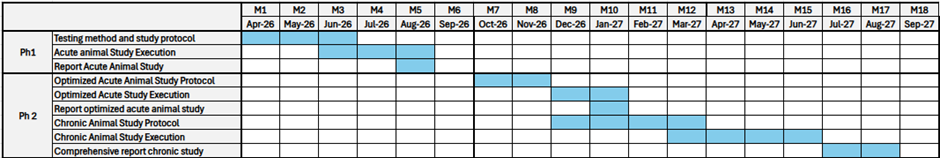 M1 M2 M3 M4 M5 M6 M7 M8 M9 M10 M11 M12 M13 M14 M15 M16 M17 M18
Apr-26 May-26 Jun-26 Jul-26 Aug-26 Sep-26 Oct-26 Nov-26 Dec-26 Jan-27 Feb-27 Mar-27 Apr-27 May-27 Jun-27 Jul-27 Aug-27 Sep-27
Ph1
Testing method and study protocol
Acute animal Study Execution
Report Acute Animal Study
Ph 2
Optimized Acute Animal Study Protocol
Optimized Acute Study Execution
Report optimized acute animal study
Chronic Animal Study Protocol
Chronic Animal Study Execution
Comprehensive report chronic study